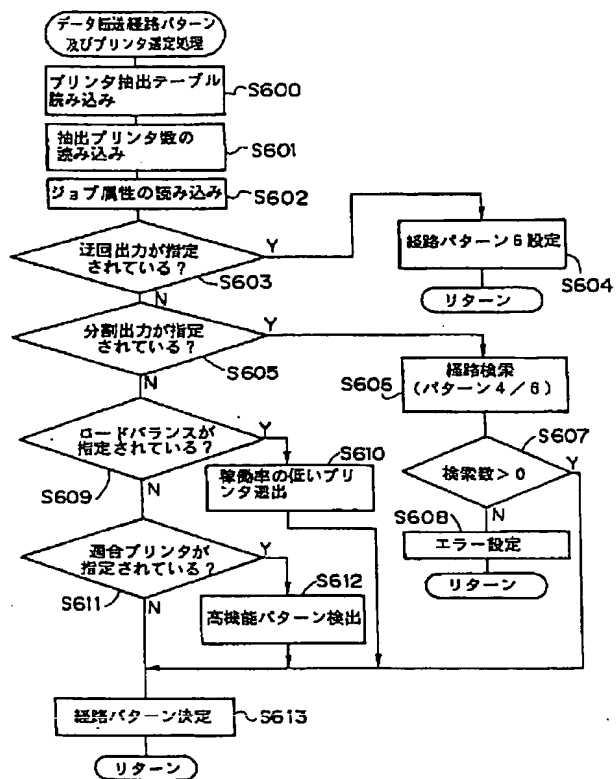 データ転送経路パターン
及びプリンタ選定処理
プリンタ抽出テーブル
読み込み
S600
抽出プリンタ数の
読み込み
S601
ジョブ属性の読み込み
S602
迂回出力が指定
されている？
Y
S603
N
経路パターン6設定
S604
リターン
分割出力が指定
されている？
Y
S605
N
経路検索
(パターン4／6)
S606
S607
検索数>0
Y
N
S608
エラー設定
リターン
ロードバランスが
指定されている？
Y
S609
N
S610
稼働率の低いプリ
ンタ選出
適合プリンタが
指定されている？
Y
S611
N
S612
高機能パターン検出
経路パターン決定
S613
リターン